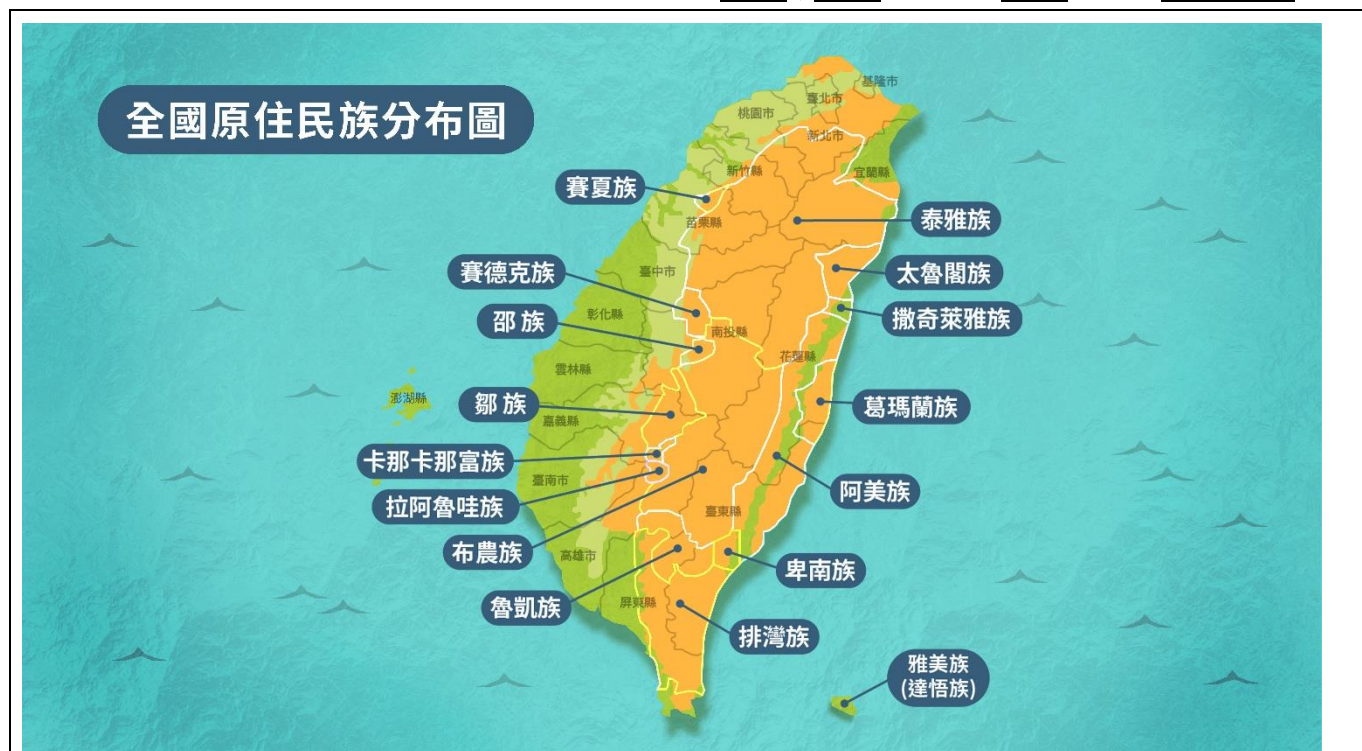 全國原住民族分布圖
基隆市
臺北市
桃園市
新北市
新竹縣
宜蘭縣
賽夏族
苗栗縣
泰雅族
賽德克族
臺中市
太魯閣族
邵 族
彰化縣
南投縣
撒奇萊雅族
花蓮縣
雲林縣
澎湖縣
鄒 族
嘉義縣
葛瑪蘭族
卡那卡那富族
臺南市
阿美族
拉阿魯哇族
臺東縣
布農族
高雄市
卑南族
魯凱族
屏東縣
排灣族
雅美族
(達悟族)